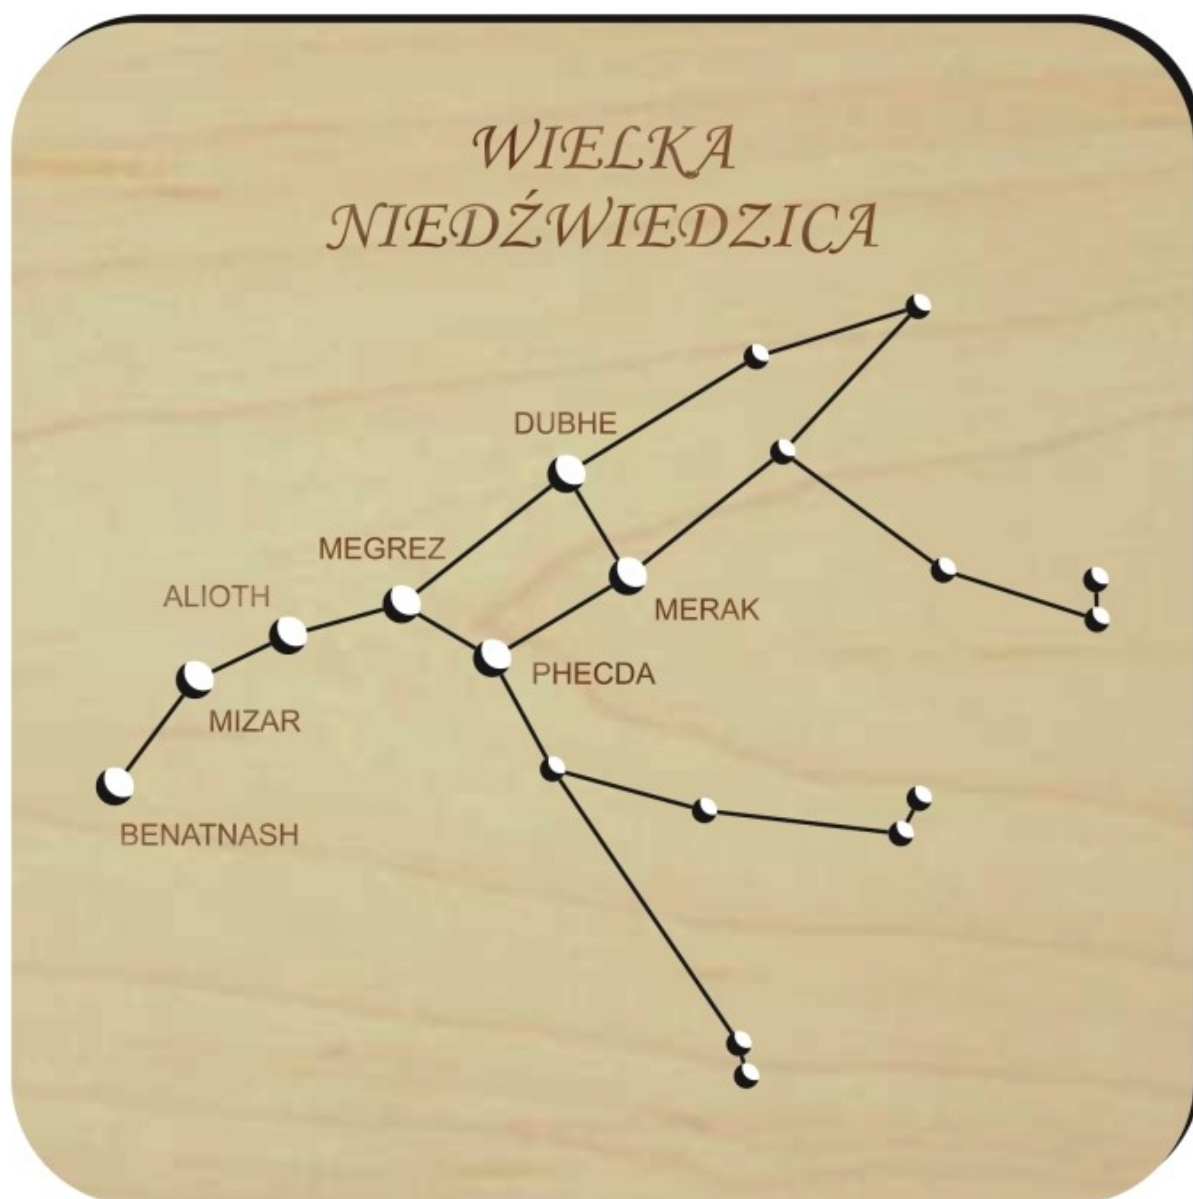 WIELKA
NIEDŹWIEDZICA
DUBHE
MEGREZ
ALIOTH
MERAK
PHECDA
MIZAR
BENATNASH